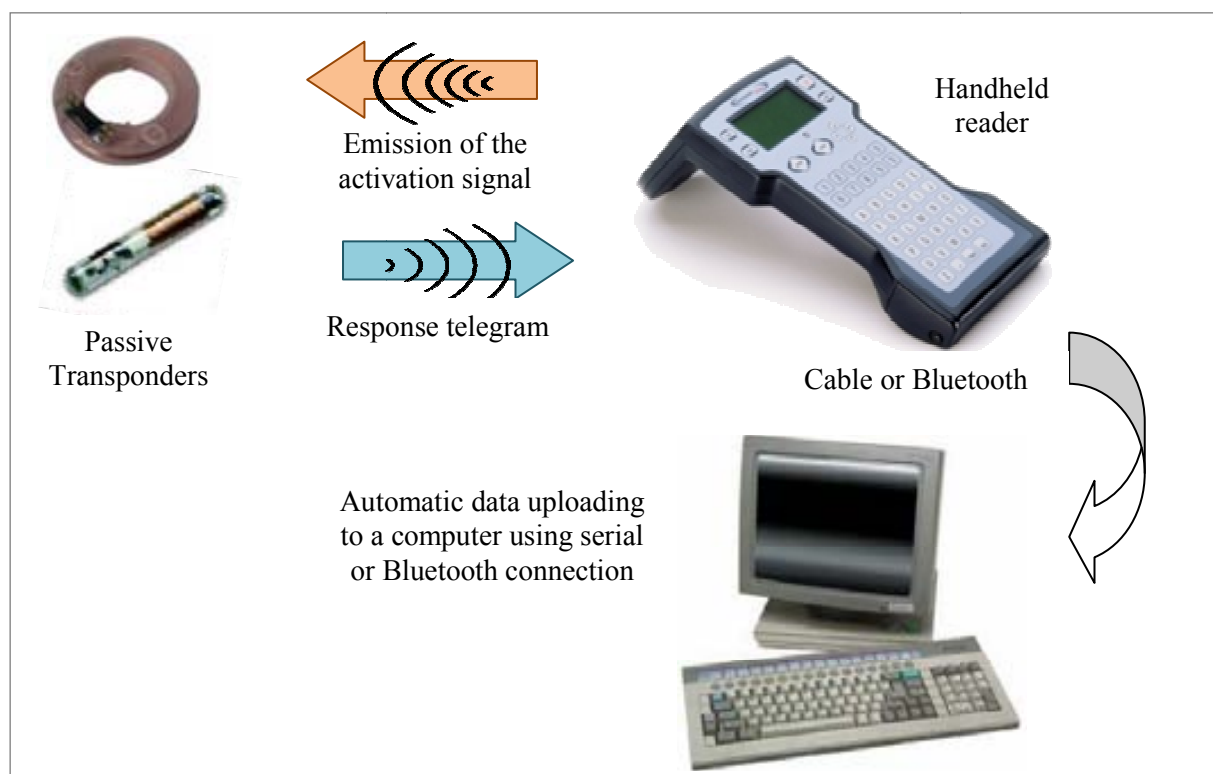 Emission of the
activation signal
Handheld
reader
Response telegram
Passive
Transponders
Cable or Bluetooth
Automatic data uploading
to a computer using serial
or Bluetooth connection